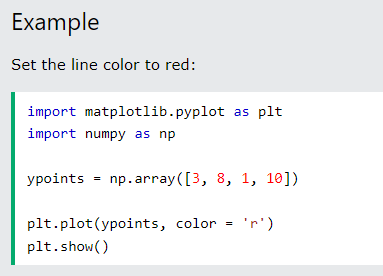 Example
Set the line color to red:
import matplotlib.pyplot as plt
import numpy as np
ypoints = np.array([3, 8, 1, 10])
plt.plot(ypoints, color = 'r')
plt.show()